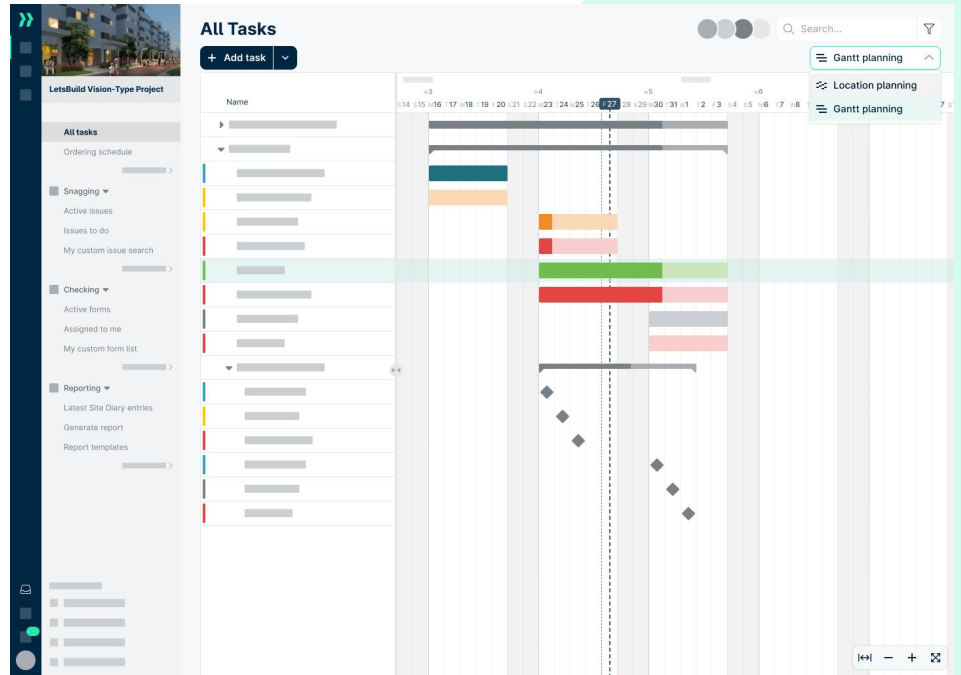 All Tasks
Search...
+ Add task
Gantt planning
Location planning
Gantt planning
LetsBuild Vision-Type Project
All tasks
Ordering schedule
Snagging
Active issues
Issues to do
My custom issue search
Checking
Active forms
Assigned to me
My custom form list
Reporting
Latest Site Diary entries
Generate report
Report templates
Name
w3 w4 w5 w6
S14 S15 M16 T17 W18 T19 F20 S21 S22 M23 T24 W25 T26 F27 S28 S29 M30 T31 W1 T2 F3 S4 S5 M6 T7 W8